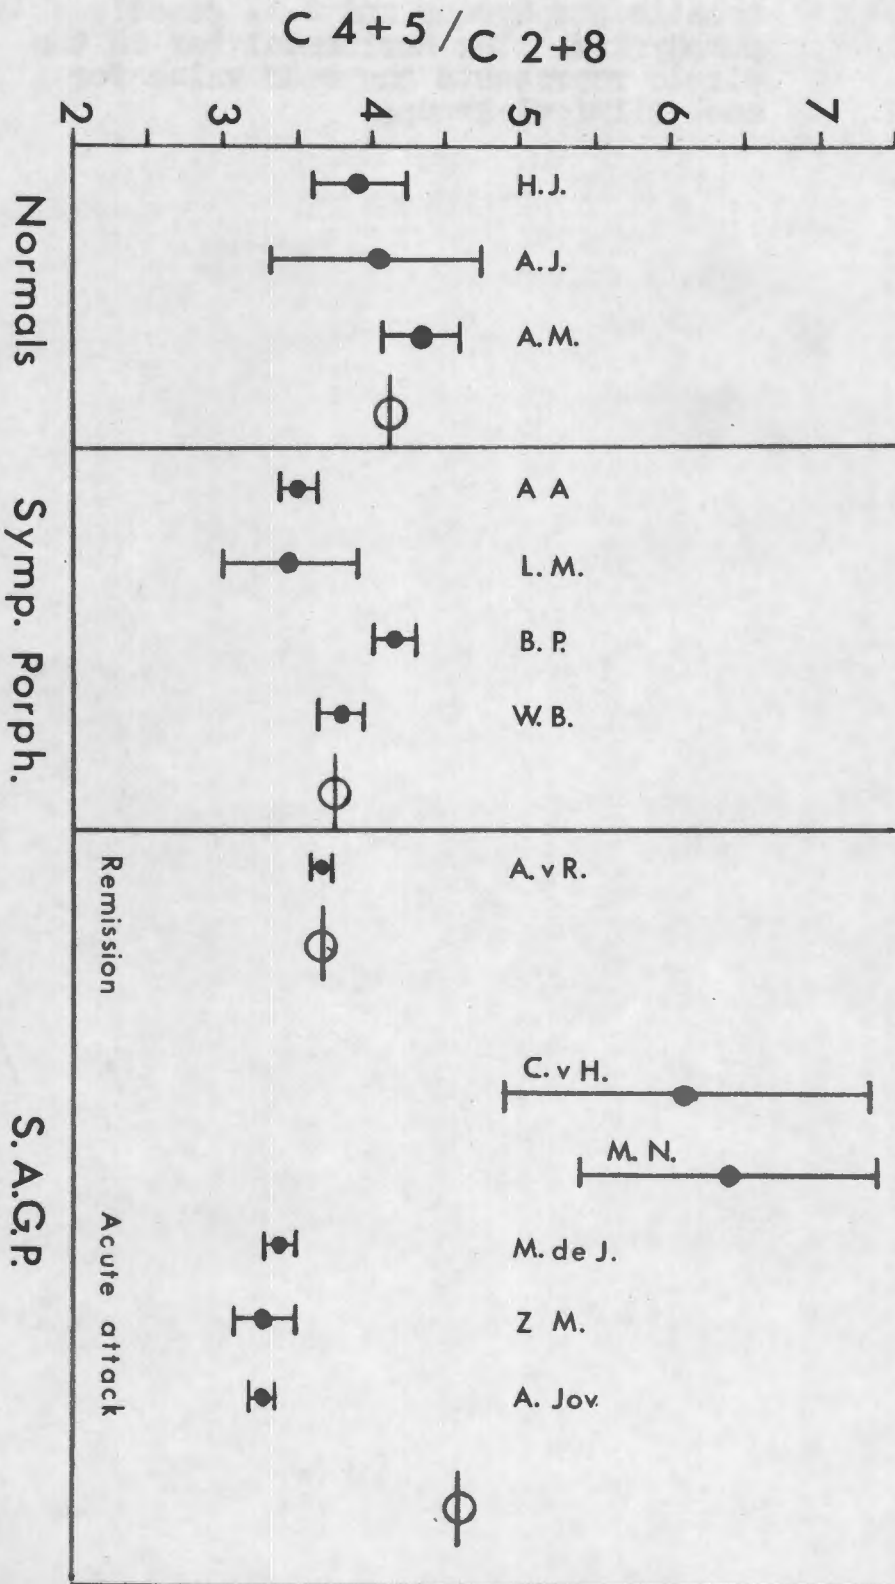 C 4+5/C 2+8
2 3 4 5 6 7
H.J.
A.J.
A.M.
Normals
A A
L. M.
B. P.
W. B.
Symp. Porph.
A. v R.
Remission
C. v H.
M. N.
M. de J.
Z M.
A. Jov.
Acute attack
S. A.G.P.